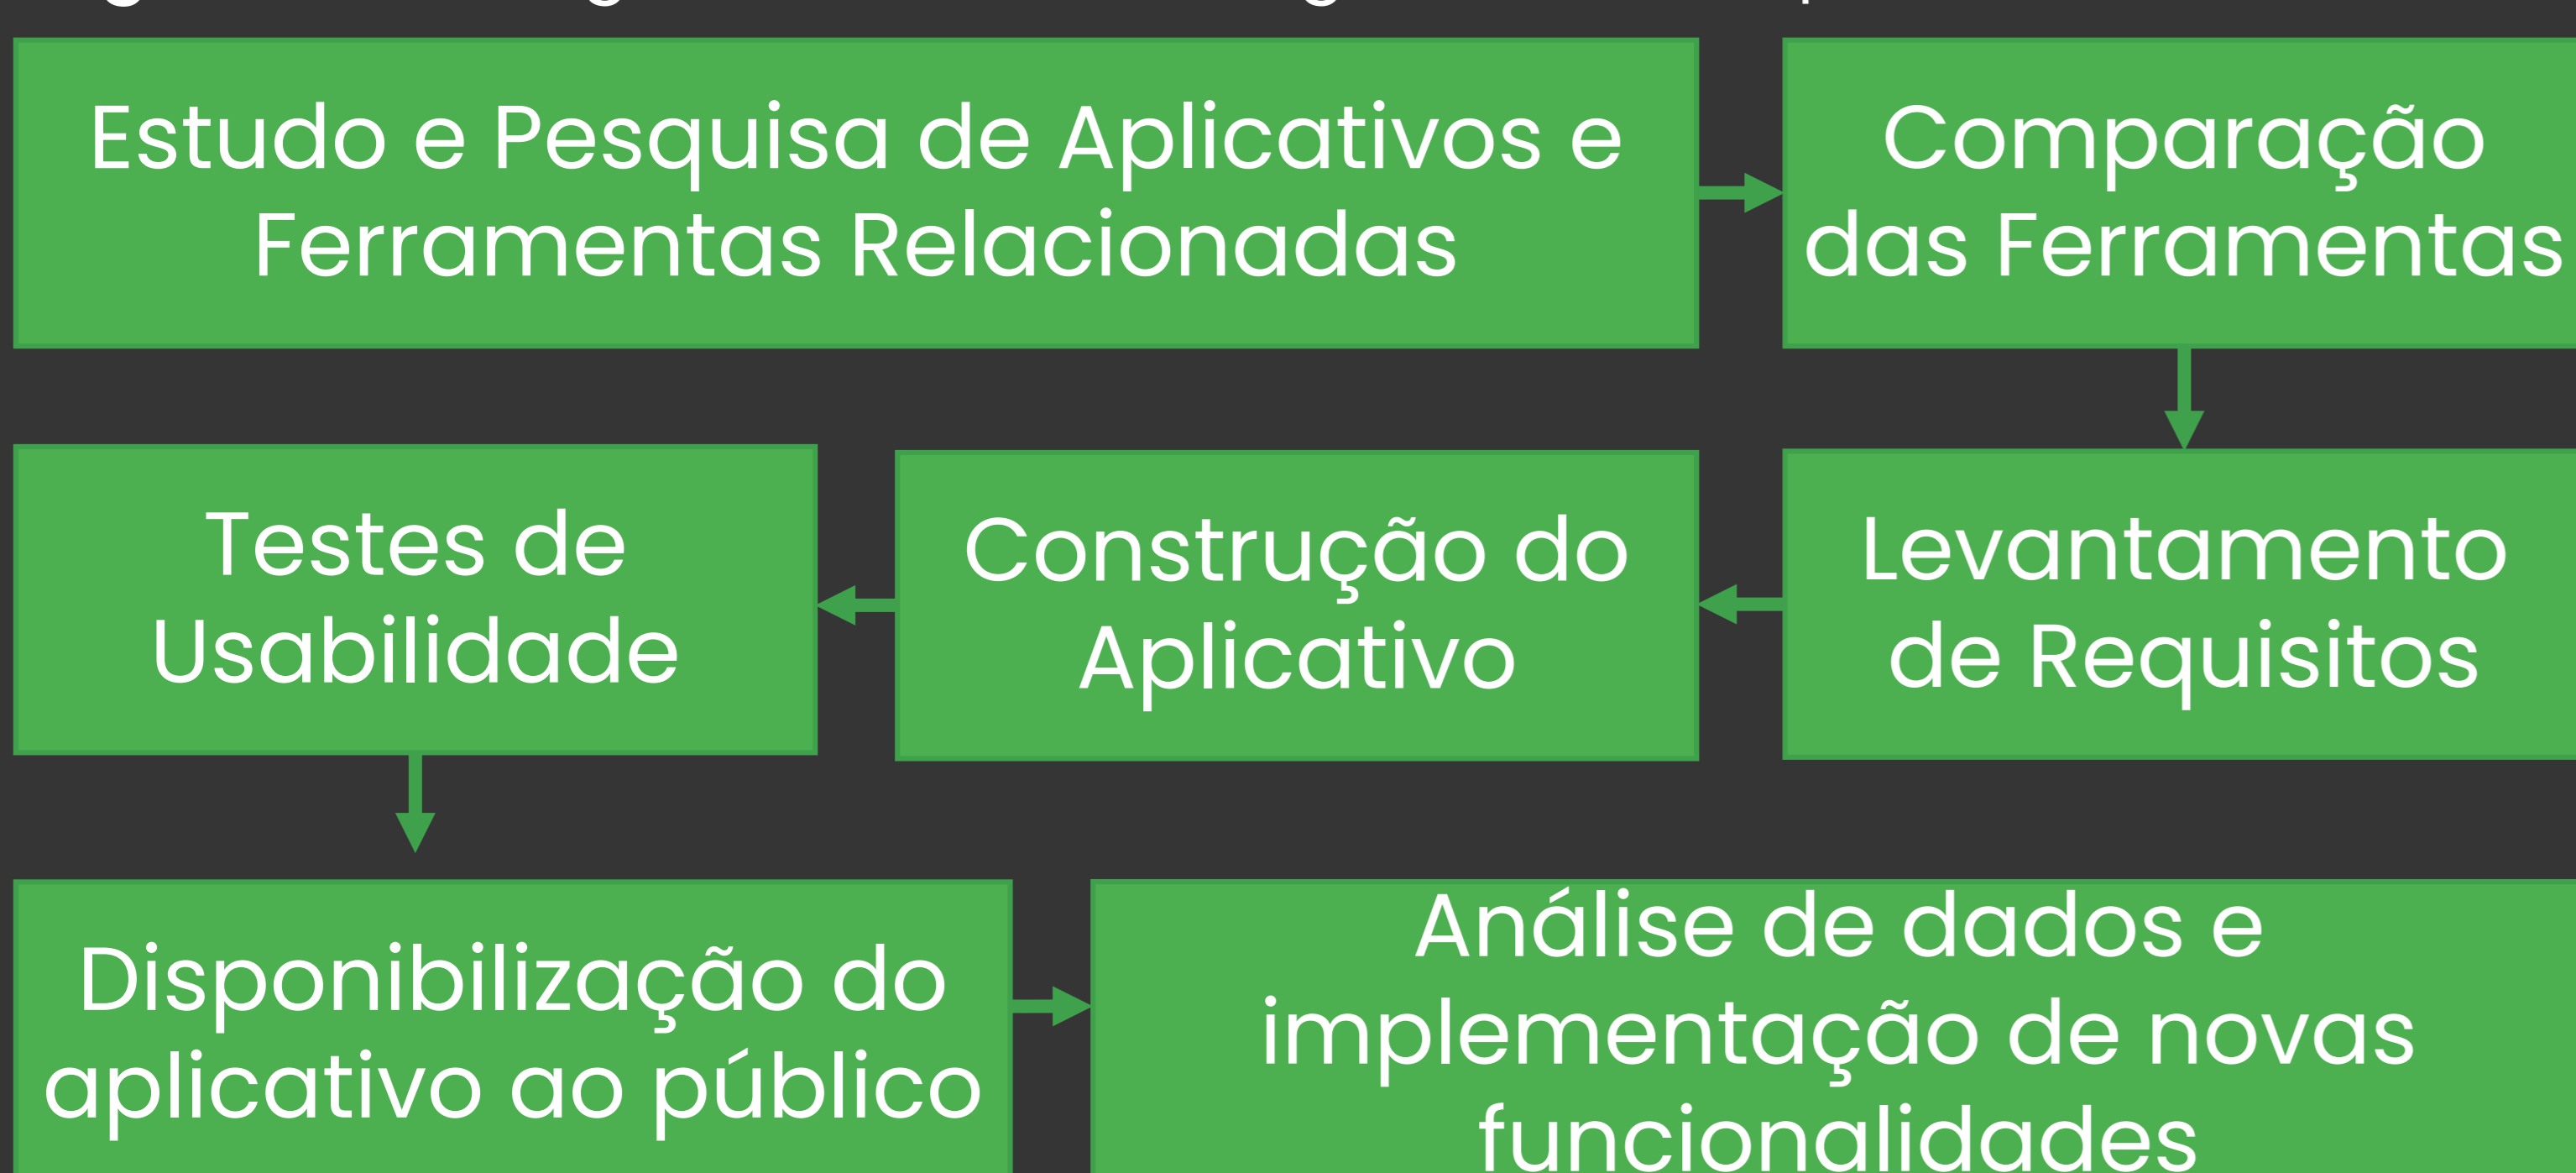 Estudo e Pesquisa de Aplicativos e
Ferramentas Relacionadas
Comparação
das Ferramentas
Levantamento
de Requisitos
Construção do
Aplicativo
Testes de
Usabilidade
Disponibilização do
aplicativo ao público
Análise de dados e
implementação de novas
funcionalidades